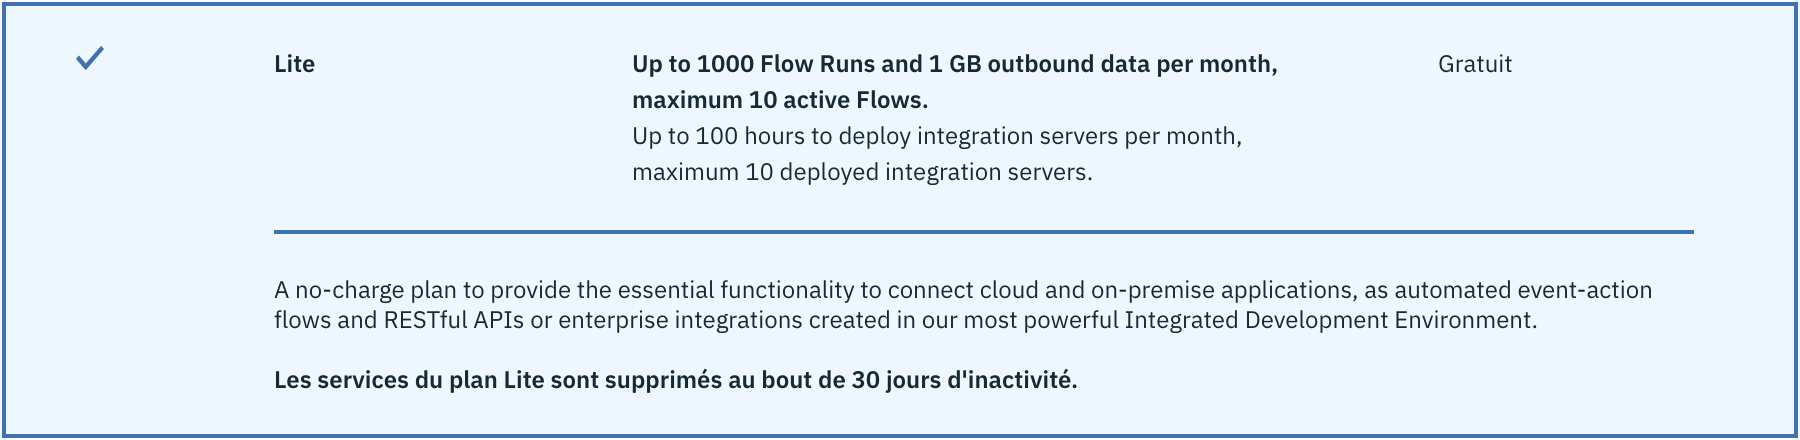 Lite
Up to 1000 Flow Runs and 1 GB outbound data per month,
maximum 10 active Flows.
Up to 100 hours to deploy integration servers per month,
maximum 10 deployed integration servers.
Gratuit
A no-charge plan to provide the essential functionality to connect cloud and on-premise applications, as automated event-action
flows and RESTful APIs or enterprise integrations created in our most powerful Integrated Development Environment.
Les services du plan Lite sont supprimés au bout de 30 jours d'inactivité.